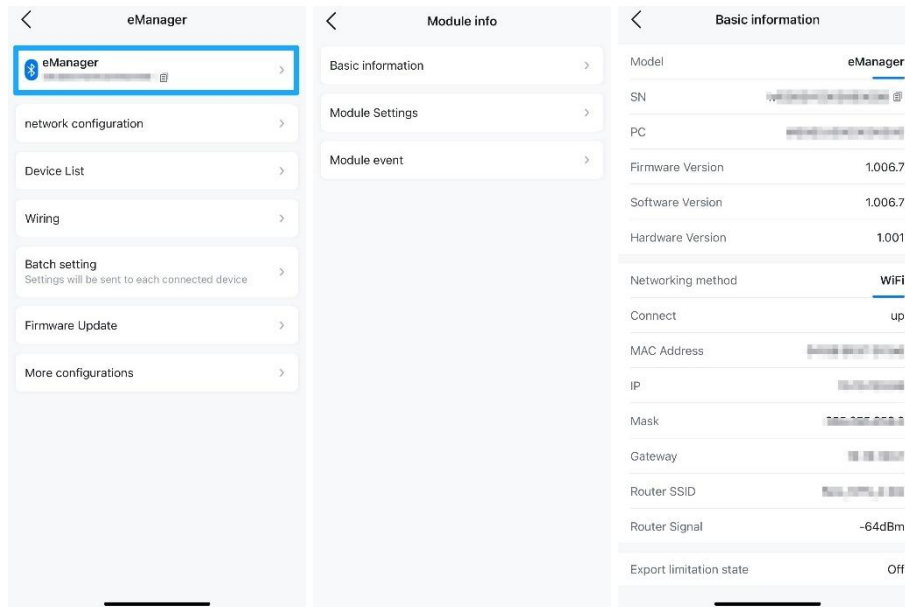 eManager
eManager
network configuration
Device List
Wiring
Batch setting
Settings will be sent to each connected device
Firmware Update
More configurations
Module info
Basic information
Module Settings
Module event
Basic information
Model eManager
SN
PC
Firmware Version 1.006.7
Software Version 1.006.7
Hardware Version 1.001
Networking method WiFi
Connect up
MAC Address
IP
Mask
Gateway
Router SSID
Router Signal -64dBm
Export limitation state Off